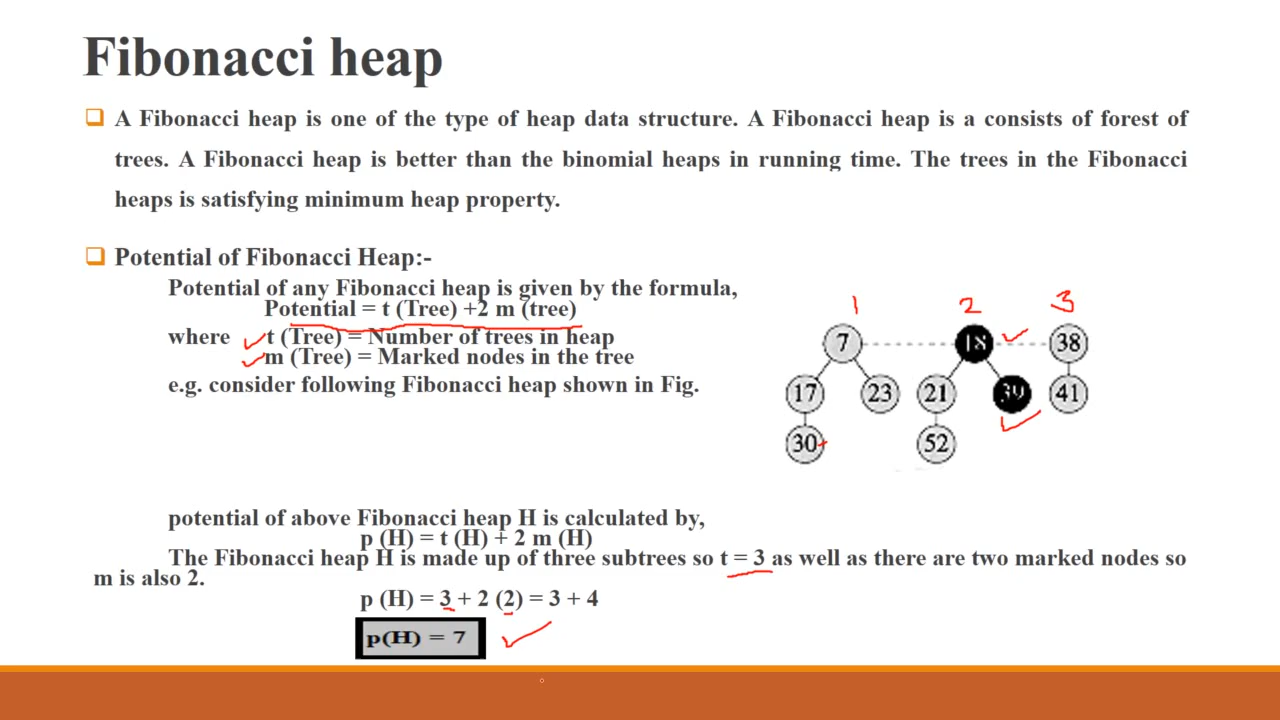 Fibonacci heap
A Fibonacci heap is one of the type of heap data structure. A Fibonacci heap is a consists of forest of
trees. A Fibonacci heap is better than the binomial heaps in running time. The trees in the Fibonacci
heaps is satisfying minimum heap property.
Potential of Fibonacci Heap:-
Potential of any Fibonacci heap is given by the formula,
Potential = t (Tree) +2 m (tree)
where t (Tree) = Number of trees in heap
m (Tree) = Marked nodes in the tree
e.g. consider following Fibonacci heap shown in Fig.
1 2 3
7 18 38
17 23 21 39 41
30 52
potential of above Fibonacci heap H is calculated by,
p (H) = t (H) + 2 m (H)
The Fibonacci heap H is made up of three subtrees so t = 3 as well as there are two marked nodes so
m is also 2.
p (H) = 3 + 2 (2) = 3 + 4
p(H) = 7